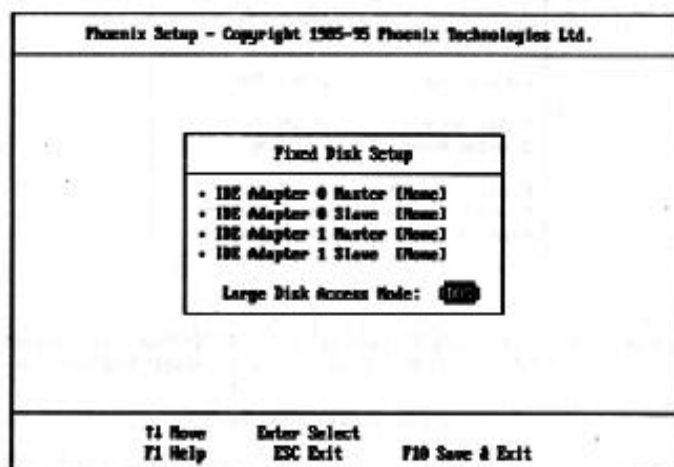 Phoenix Setup - Copyright 1985-95 Phoenix Technologies Ltd.
Fixed Disk Setup
• IDE Adapter 0 Master [None]
• IDE Adapter 0 Slave [None]
• IDE Adapter 1 Master [None]
• IDE Adapter 1 Slave [None]
Large Disk Access Mode:
↑↓ Move Enter Select
F1 Help ESC Exit F10 Save & Exit